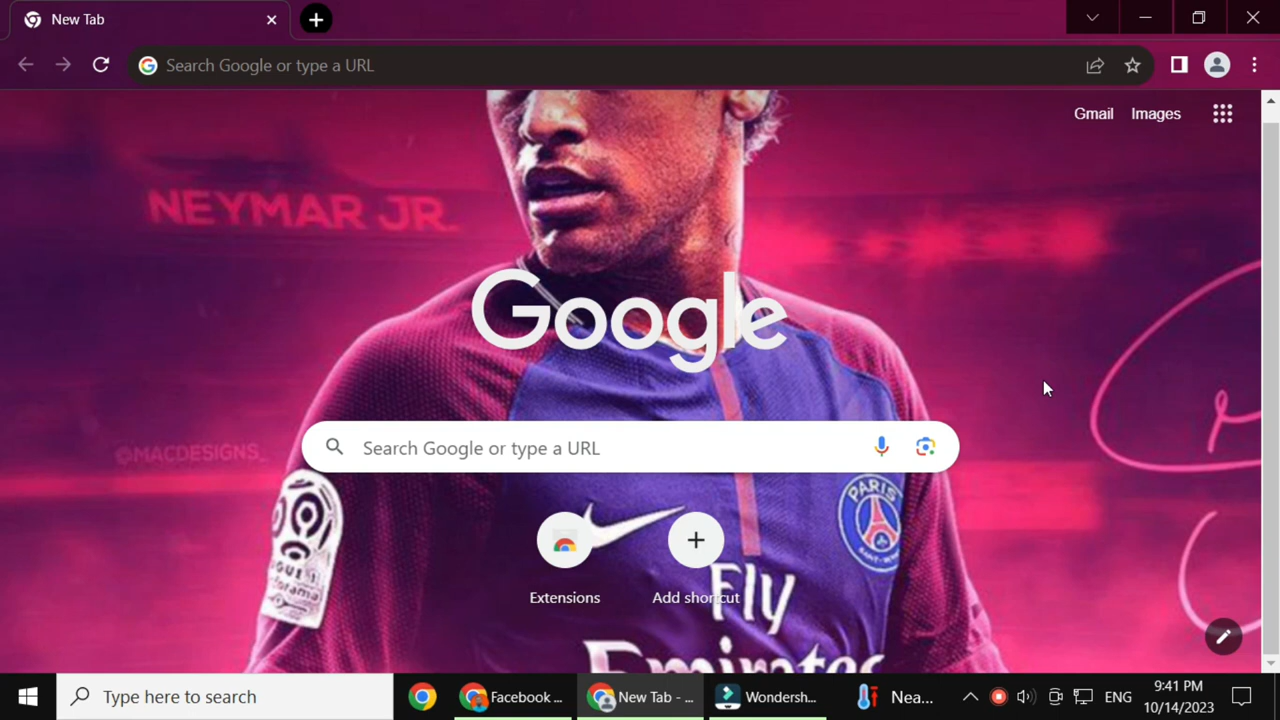 New Tab
Search Google or type a URL
Gmail
Images
NEYMAR JR.
Google
@MACDESIGNS_
Search Google or type a URL
PARIS
Extensions
Add shortcut
Fly
Emirates
Type here to search
Facebook ...
New Tab - ...
Wondersh...
Nea...
ENG
9:41 PM
10/14/2023